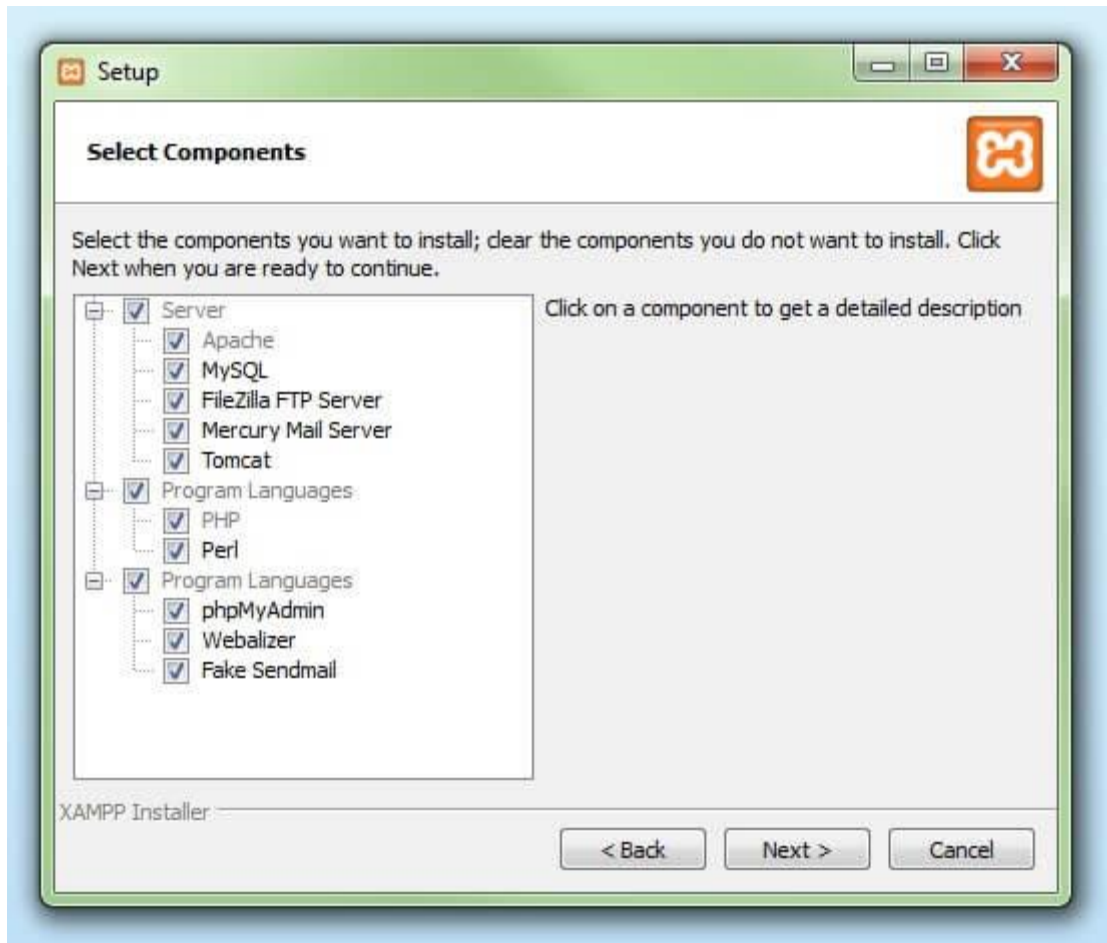 Setup
Select Components
Select the components you want to install; clear the components you do not want to install. Click
Next when you are ready to continue.
Server
Apache
MySQL
FileZilla FTP Server
Mercury Mail Server
Tomcat
Program Languages
PHP
Perl
Program Languages
phpMyAdmin
Webalizer
Fake Sendmail
Click on a component to get a detailed description
XAMPP Installer
< Back
Next >
Cancel